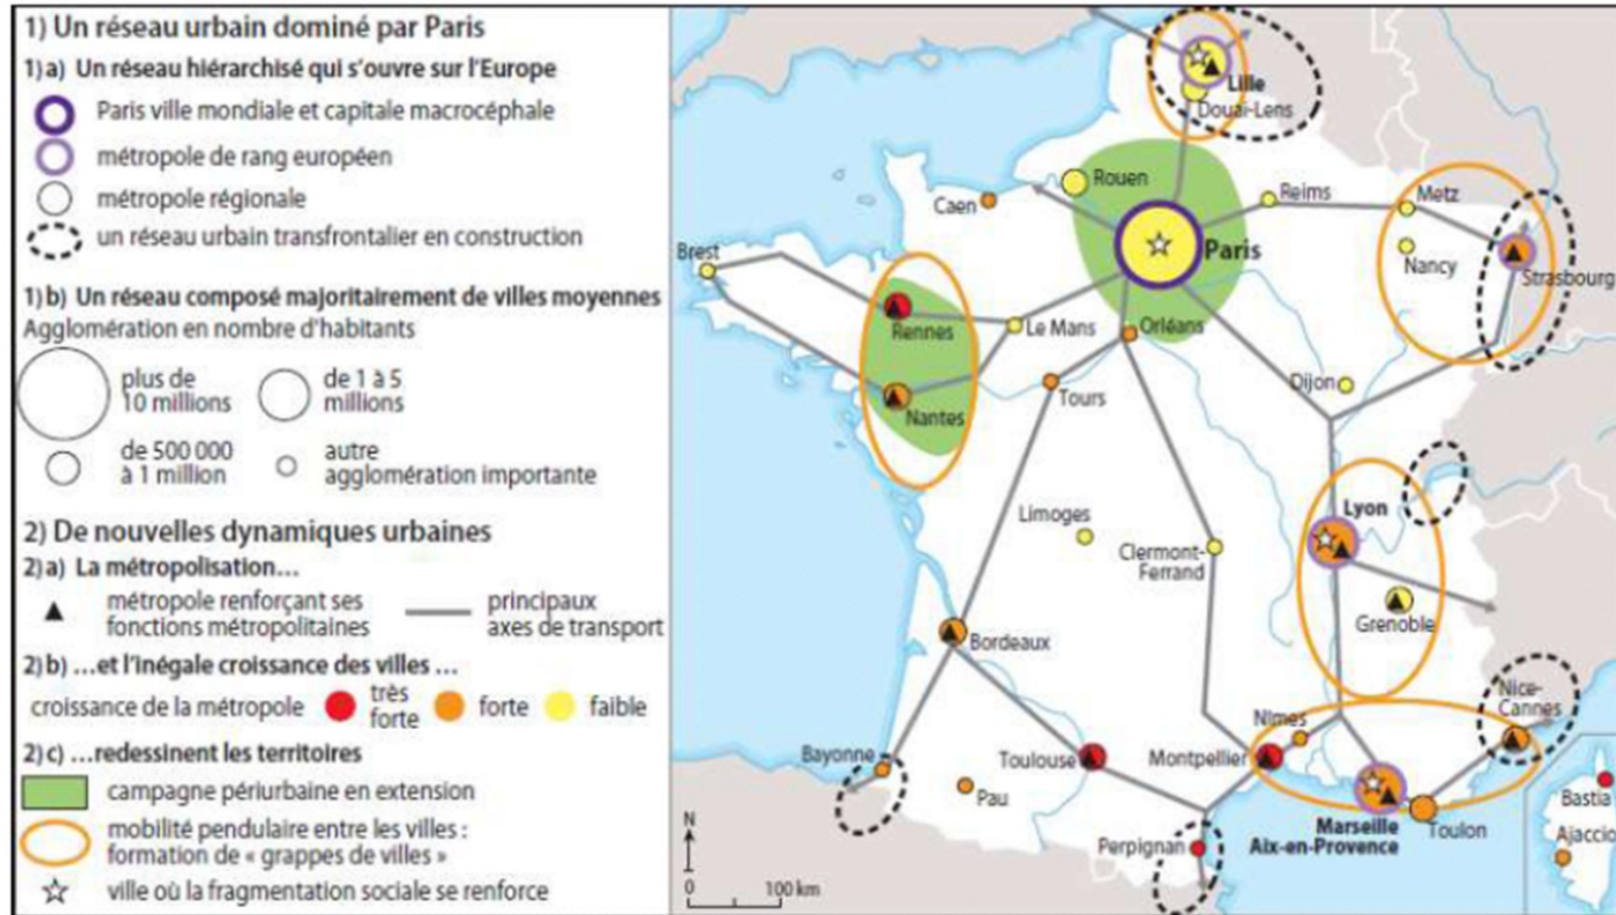 1) Un réseau urbain dominé par Paris
1)a) Un réseau hiérarchisé qui s'ouvre sur l'Europe
Paris ville mondiale et capitale macrocéphale
métropole de rang européen
métropole régionale
un réseau urbain transfrontalier en construction
1)b) Un réseau composé majoritairement de villes moyennes
Agglomération en nombre d'habitants
plus de
10 millions
de 1 à 5
millions
de 500 000
à 1 million
autre
agglomération importante
2) De nouvelles dynamiques urbaines
2)a) La métropolisation...
métropole renforçant ses
fonctions métropolitaines
principaux
axes de transport
2)b) ...et l'inégale croissance des villes ...
croissance de la métropole
très
forte
forte
faible
2)c) ...redessinent les territoires
campagne périurbaine en extension
mobilité pendulaire entre les villes :
formation de « grappes de villes »
ville où la fragmentation sociale se renforce
Lille
Douai-Lens
Rouen
Caen
Reims
Metz
Paris
Nancy
Strasbourg
Brest
Rennes
Le Mans
Orléans
Nantes
Tours
Dijon
Limoges
Clermont-
Ferrand
Lyon
Grenoble
Bordeaux
Nice-
Cannes
Nîmes
Bayonne
Toulouse
Montpellier
Pau
Marseille
Aix-en-Provence
Toulon
Perpignan
Bastia
Ajaccio
N
0
100 km